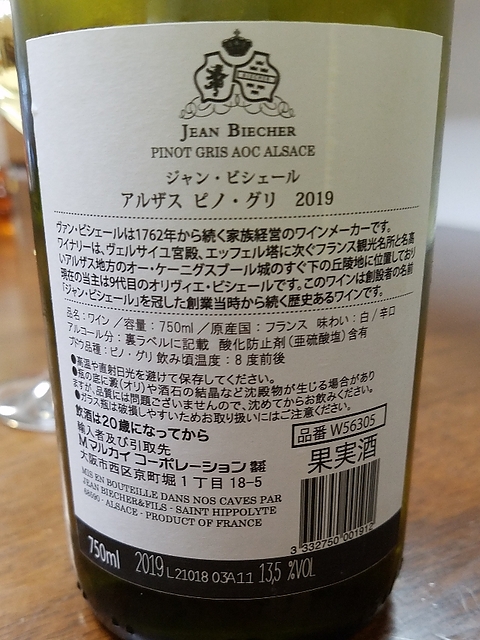 JEAN BIECHER
PINOT GRIS AOC ALSACE
ジャン・ビシェール
アルザス ピノ・グリ 2019
ヴァン・ビシェールは1762年から続く家族経営のワインメーカーです。
ワイナリーは、ヴェルサイユ宮殿、エッフェル塔に次ぐフランス観光名所と名高
いアルザス地方のオー・ケーニグスブール城のすぐ下の丘陵地に位置しており
現在の当主は9代目のオリヴィエ・ビシェールです。このワインは創設者の名前
「ジャン・ビシェール」を冠した創業当時から続く歴史あるワインです。
品名:ワイン/容量:750ml/原産国:フランス 味わい:白/辛口
アルコール分:裏ラベルに記載 酸化防止剤(亜硫酸塩)含有
ブドウ品種:ピノ・グリ 飲み頃温度:8度前後
●高温や直射日光を避けて保存してください。
●瓶の底に澱(オリ)や酒石の結晶など沈殿物が生じる場合があり
ますが、品質には問題ございませんので、沈めてからお飲みください。
●ガラス瓶は破損しやすいためお取り扱いにはご注意ください。
飲酒は20歳になってから
品番 W56305
輸入者及び引取先
Mマルカイ コーポレーション 株式会社
大阪市西区京町堀1丁目18-5
果実酒
MIS EN BOUTEILLE DANS NOS CAVES PAR
JEAN BIECHER&FILS - SAINT HIPPOLYTE
68590 - ALSACE - PRODUCT OF FRANCE
3 332750 001912
750ml 2019 L21018 03A11 13,5 %VOL